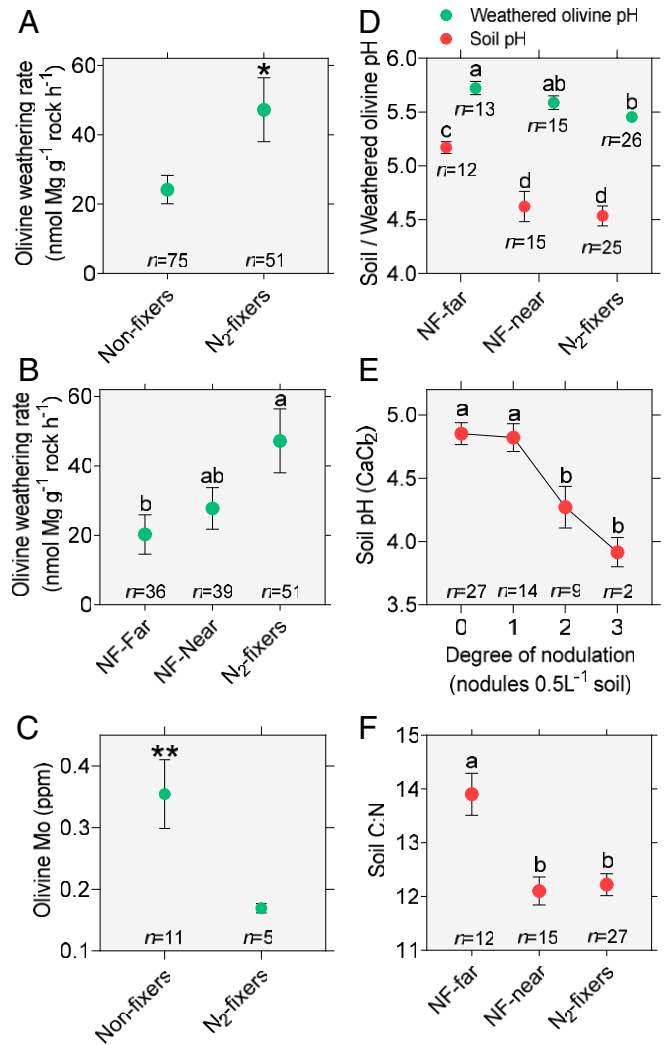 A
Olivine weathering rate
(nmol Mg g⁻¹ rock h⁻¹)
60
40
20
0
*
n=75
n=51
Non-fixers
N₂-fixers
B
Olivine weathering rate
(nmol Mg g⁻¹ rock h⁻¹)
60
40
20
0
b
ab
a
n=36
n=39
n=51
NF-Far
NF-Near
N₂-fixers
C
Olivine Mo (ppm)
0.4
0.3
0.2
0.1
**
n=11
n=5
Non-fixers
N₂-fixers
D
Weathered olivine pH
Soil pH
Soil / Weathered olivine pH
6.0
5.5
5.0
4.5
4.0
a
n=13
ab
n=15
b
n=26
c
n=12
d
n=15
d
n=25
NF-far
NF-near
N₂-fixers
E
Soil pH (CaCl₂)
5.0
4.5
4.0
3.5
a
a
b
b
n=27
n=14
n=9
n=2
0
1
2
3
Degree of nodulation
(nodules 0.5L⁻¹ soil)
F
Soil C:N
15
14
13
12
11
a
b
b
n=12
n=15
n=27
NF-far
NF-near
N₂-fixers